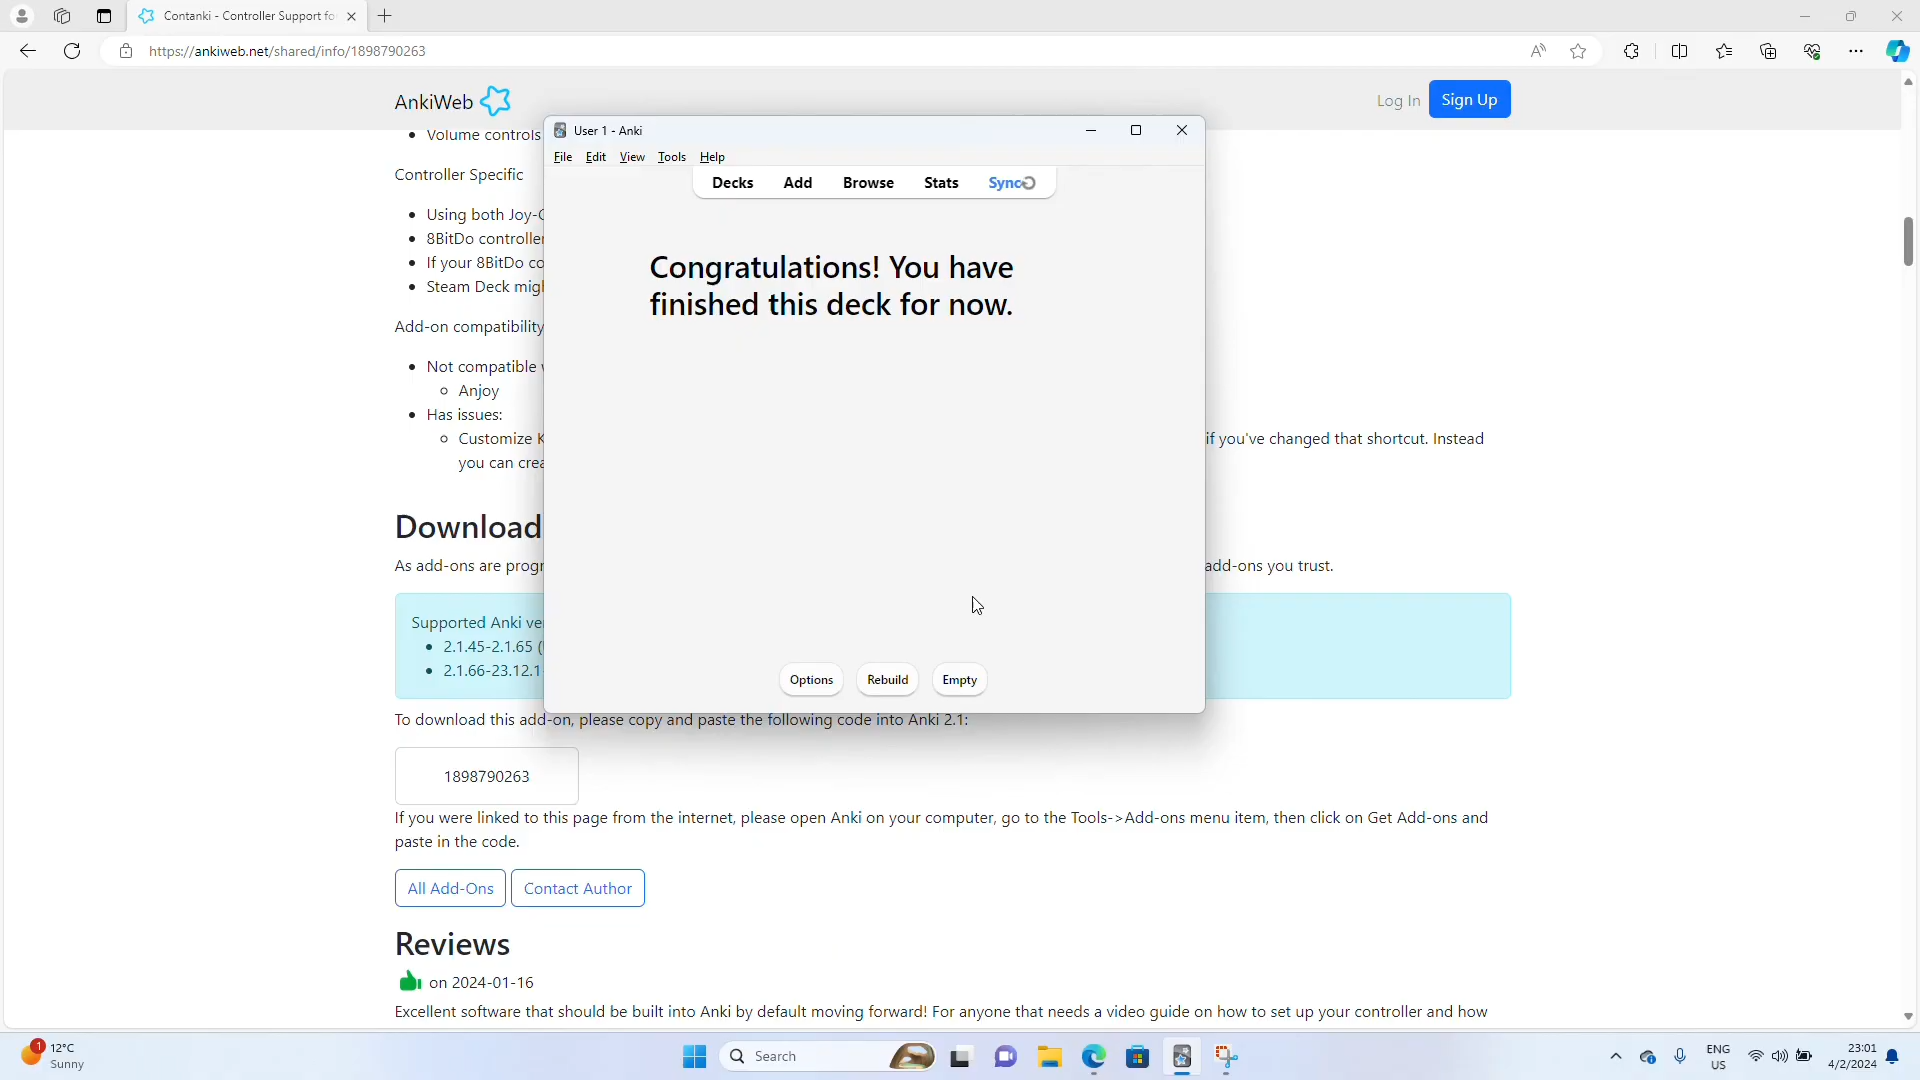 Contanki - Controller Support fo
https://ankiweb.net/shared/info/1898790263
AnkiWeb
Log In
Sign Up
Volume controls
Controller Specific
Using both Joy-C
8BitDo controller
If your 8BitDo co
Steam Deck migh
Add-on compatibility
Not compatible
Anjoy
Has issues:
Customize K
if you've changed that shortcut. Instead
you can crea
Download
As add-ons are progr
add-ons you trust.
Supported Anki ver
2.1.45-2.1.65 (
2.1.66-23.12.1
To download this add-on, please copy and paste the following code into Anki 2.1:
1898790263
If you were linked to this page from the internet, please open Anki on your computer, go to the Tools->Add-ons menu item, then click on Get Add-ons and
paste in the code.
All Add-Ons
Contact Author
Reviews
on 2024-01-16
Excellent software that should be built into Anki by default moving forward! For anyone that needs a video guide on how to set up your controller and how
User 1 - Anki
File Edit View Tools Help
Decks Add Browse Stats Sync
Congratulations! You have
finished this deck for now.
Options Rebuild Empty
1
12°C
Sunny
Search
ENG
US
23:01
4/2/2024